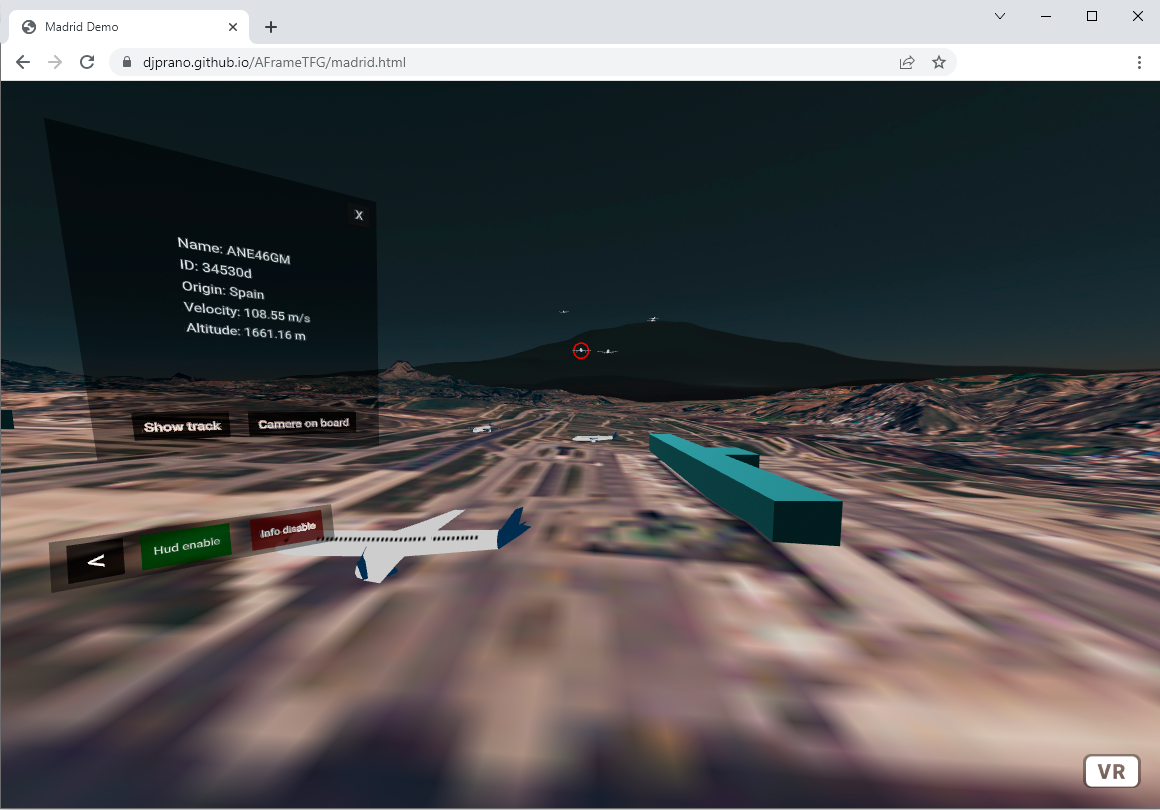 Madrid Demo
djprano.github.io/AFrameTFG/madrid.html
X
Name: ANE46GM
ID: 34530d
Origin: Spain
Velocity: 108.55 m/s
Altitude: 1661.16 m
Show track
Camera on board
<
Hud enable
Info disable
VR